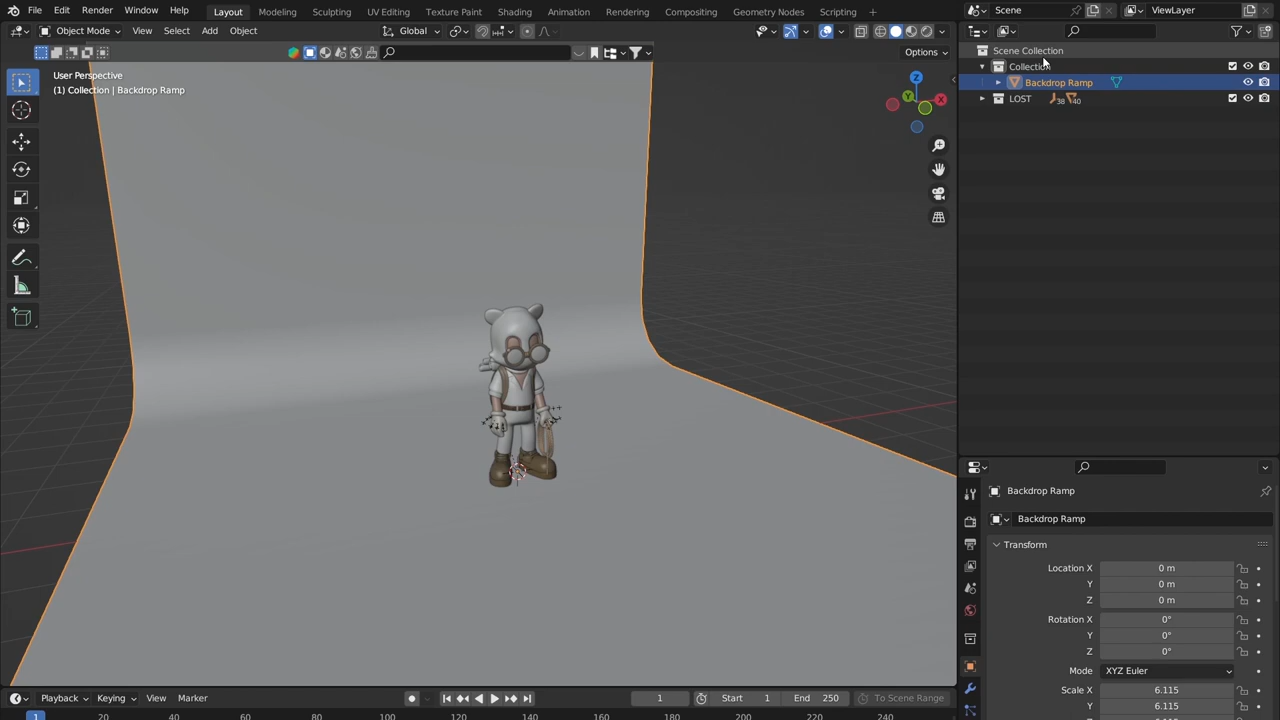 File Edit Render Window Help Layout Modeling Sculpting UV Editing Texture Paint Shading Animation Rendering Compositing Geometry Nodes Scripting + Scene ViewLayer
Object Mode View Select Add Object Global
Options
User Perspective
(1) Collection | Backdrop Ramp
Z
Y
X
Scene Collection
Collection
Backdrop Ramp
LOST 38 40
Backdrop Ramp
Backdrop Ramp
Transform
Location X 0 m
Y 0 m
Z 0 m
Rotation X 0°
Y 0°
Z 0°
Mode XYZ Euler
Scale X 6.115
Y 6.115
Playback Keying View Marker 1 Start 1 End 250 To Scene Range
1 20 40 60 80 100 120 140 160 180 200 220 240